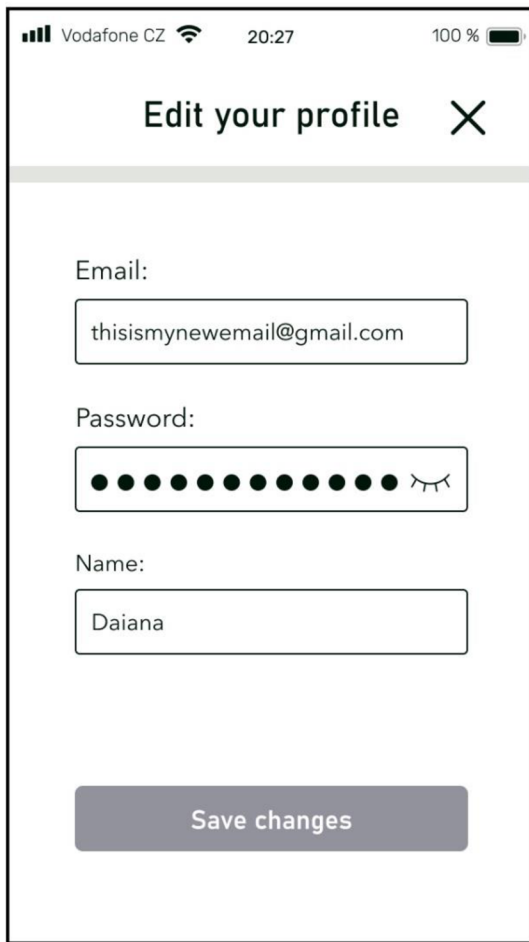 Vodafone CZ 20:27 100 %
Edit your profile
Email:
thisismynewemail@gmail.com
Password:
●●●●●●●●●●●●
Name:
Daiana
Save changes